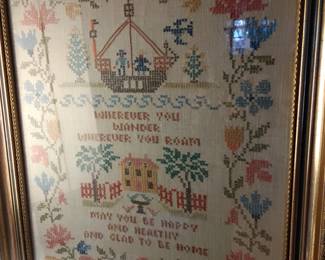 WHEREVER YOU
WANDER
WHEREVER YOU ROAM
MAY YOU BE HAPPY
AND HEALTHY
AND GLAD TO BE HOME